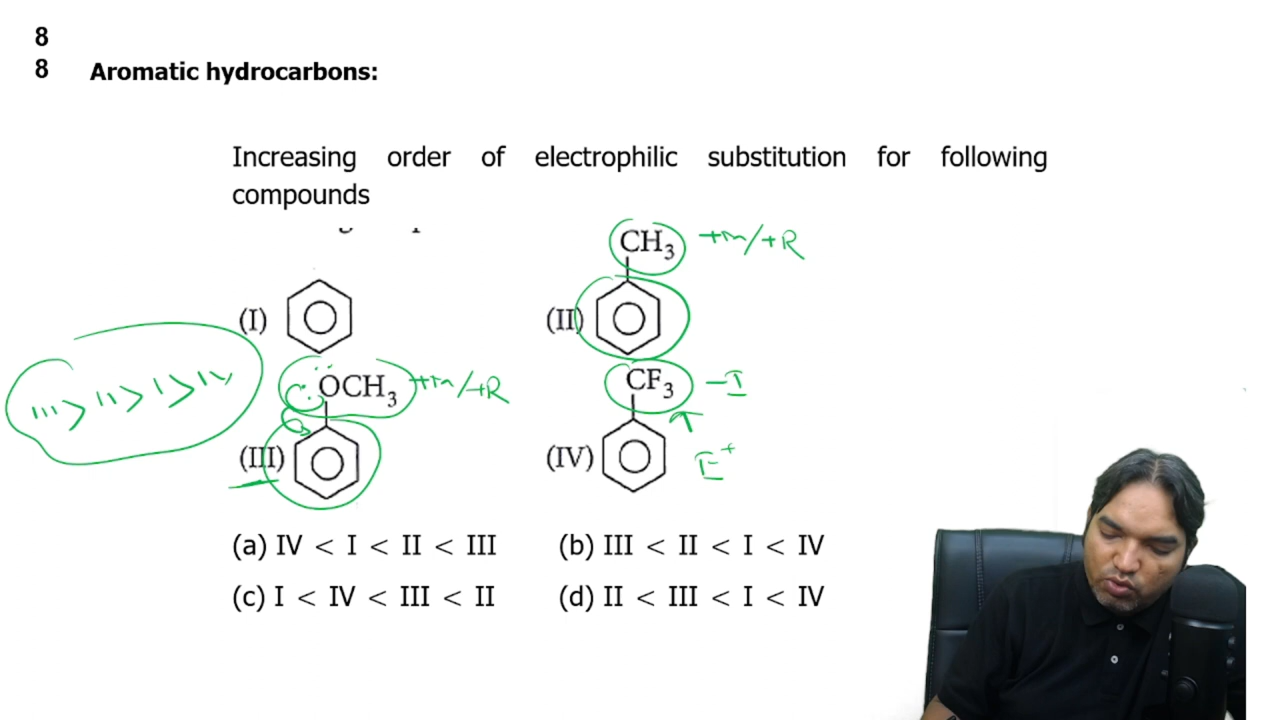 8
8 Aromatic hydrocarbons:
Increasing order of electrophilic substitution for following
compounds
CH3 +m/+R
(I) (II)
III > II > I > IV
OCH3 +m/+R CF3 -I
(III) (IV) E+
(a) IV < I < II < III (b) III < II < I < IV
(c) I < IV < III < II (d) II < III < I < IV